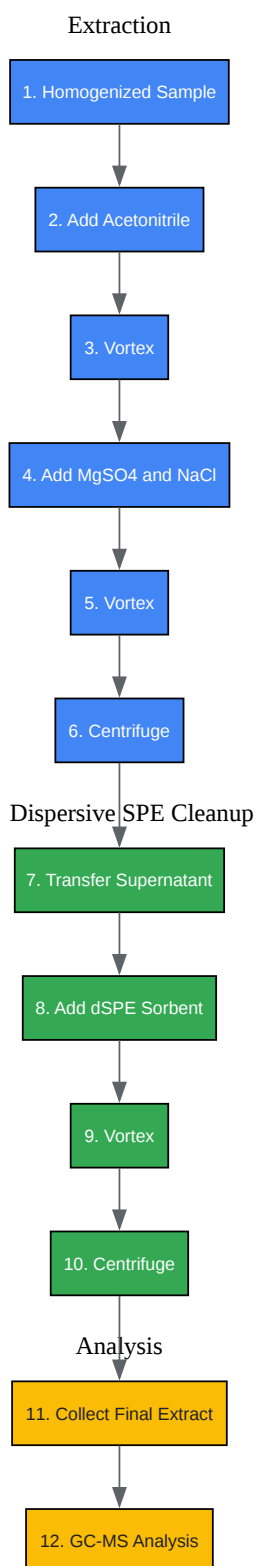 Extraction
1. Homogenized Sample
2. Add Acetonitrile
3. Vortex
4. Add MgSO4 and NaCl
5. Vortex
6. Centrifuge
Dispersive SPE Cleanup
7. Transfer Supernatant
8. Add dSPE Sorbent
9. Vortex
10. Centrifuge
Analysis
11. Collect Final Extract
12. GC-MS Analysis